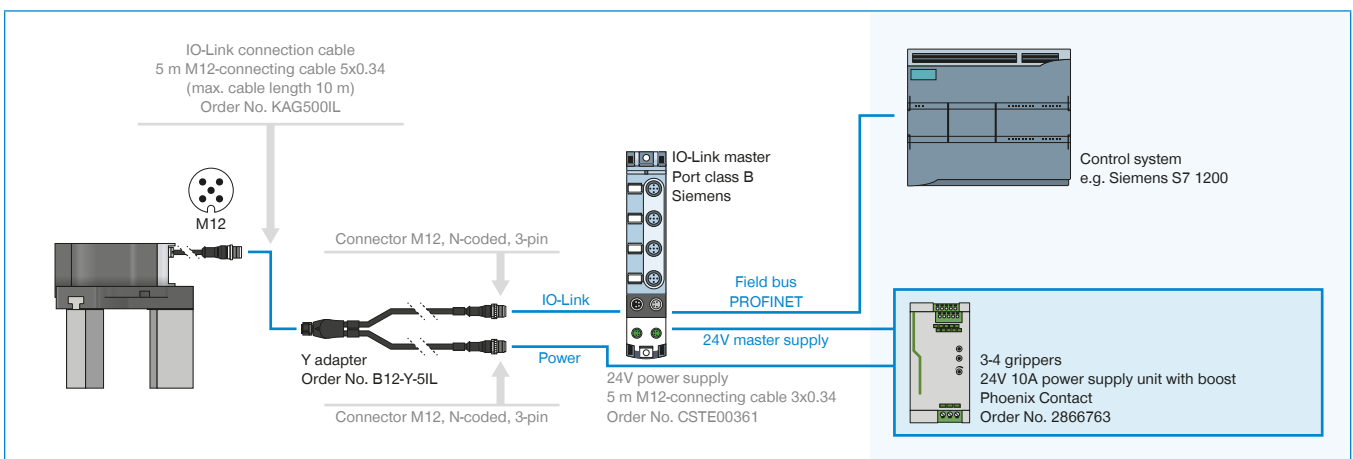 IO-Link connection cable
5 m M12-connecting cable 5x0.34
(max. cable length 10 m)
Order No. KAG500IL
M12
Connector M12, N-coded, 3-pin
IO-Link
Power
Y adapter
Order No. B12-Y-5IL
Connector M12, N-coded, 3-pin
IO-Link master
Port class B
Siemens
Field bus
PROFINET
24V master supply
24V power supply
5 m M12-connecting cable 3x0.34
Order No. CSTE00361
Control system
e.g. Siemens S7 1200
3-4 grippers
24V 10A power supply unit with boost
Phoenix Contact
Order No. 2866763